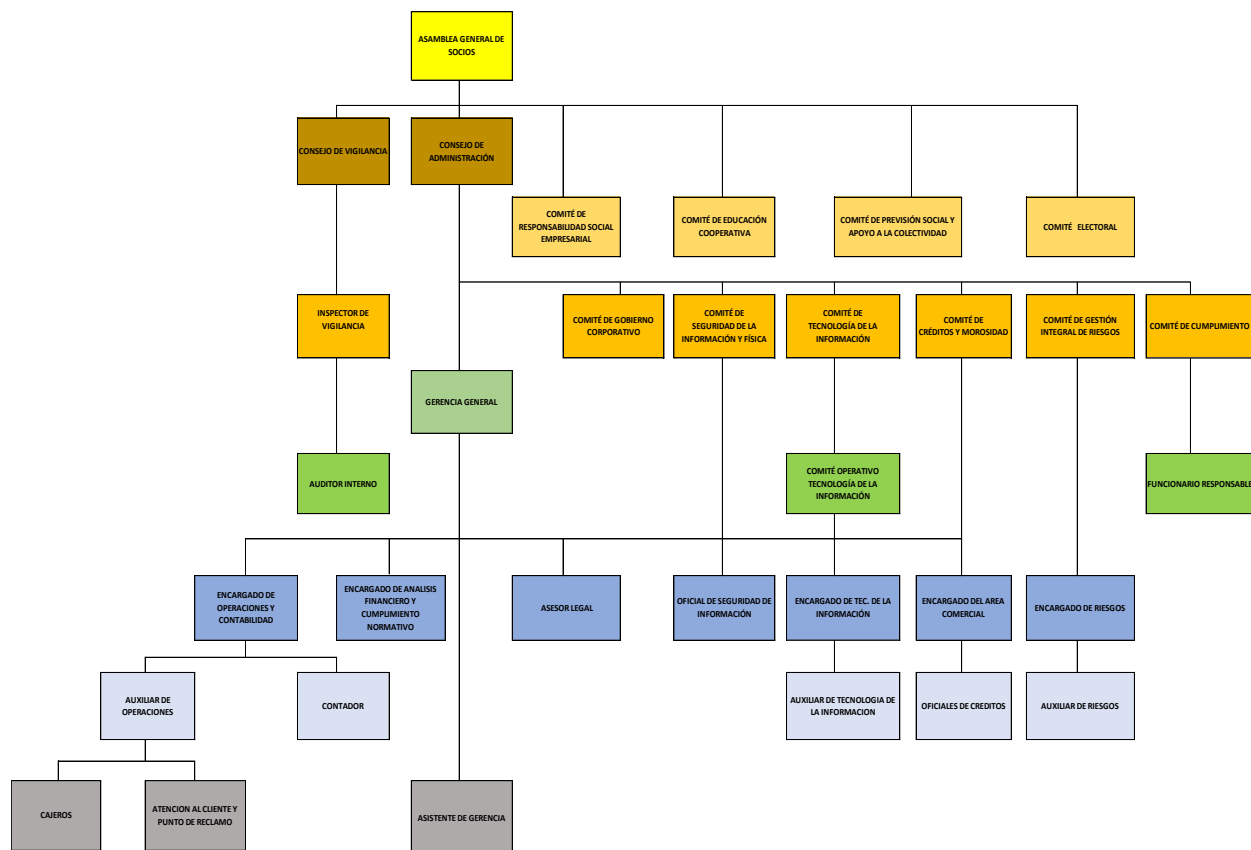 ASAMBLEA GENERAL DE
SOCIOS
CONSEJO DE VIGILANCIA
CONSEJO DE
ADMINISTRACIÓN
COMITÉ DE
RESPONSABILIDAD SOCIAL
EMPRESARIAL
COMITÉ DE EDUCACIÓN
COOPERATIVA
COMITÉ DE PREVISIÓN SOCIAL Y
APOYO A LA COLECTIVIDAD
COMITÉ ELECTORAL
INSPECTOR DE
VIGILANCIA
COMITÉ DE GOBIERNO
CORPORATIVO
COMITÉ DE
SEGURIDAD DE LA
INFORMACIÓN Y FÍSICA
COMITÉ DE
TECNOLOGÍA DE LA
INFORMACIÓN
COMITÉ DE
CRÉDITOS Y MOROSIDAD
COMITÉ DE GESTIÓN
INTEGRAL DE RIESGOS
COMITÉ DE CUMPLIMIENTO
GERENCIA GENERAL
AUDITOR INTERNO
COMITÉ OPERATIVO
TECNOLOGÍA DE LA
INFORMACIÓN
FUNCIONARIO RESPONSABLE
ENCARGADO DE
OPERACIONES Y
CONTABILIDAD
ENCARGADO DE ANALISIS
FINANCIERO Y
CUMPLIMIENTO
NORMATIVO
ASESOR LEGAL
OFICIAL DE SEGURIDAD DE
INFORMACIÓN
ENCARGADO DE TEC. DE LA
INFORMACIÓN
ENCARGADO DEL AREA
COMERCIAL
ENCARGADO DE RIESGOS
AUXILIAR DE
OPERACIONES
CONTADOR
AUXILIAR DE TECNOLOGIA DE
LA INFORMACION
OFICIALES DE CREDITOS
AUXILIAR DE RIESGOS
CAJEROS
ATENCION AL CLIENTE Y
PUNTO DE RECLAMO
ASISTENTE DE GERENCIA